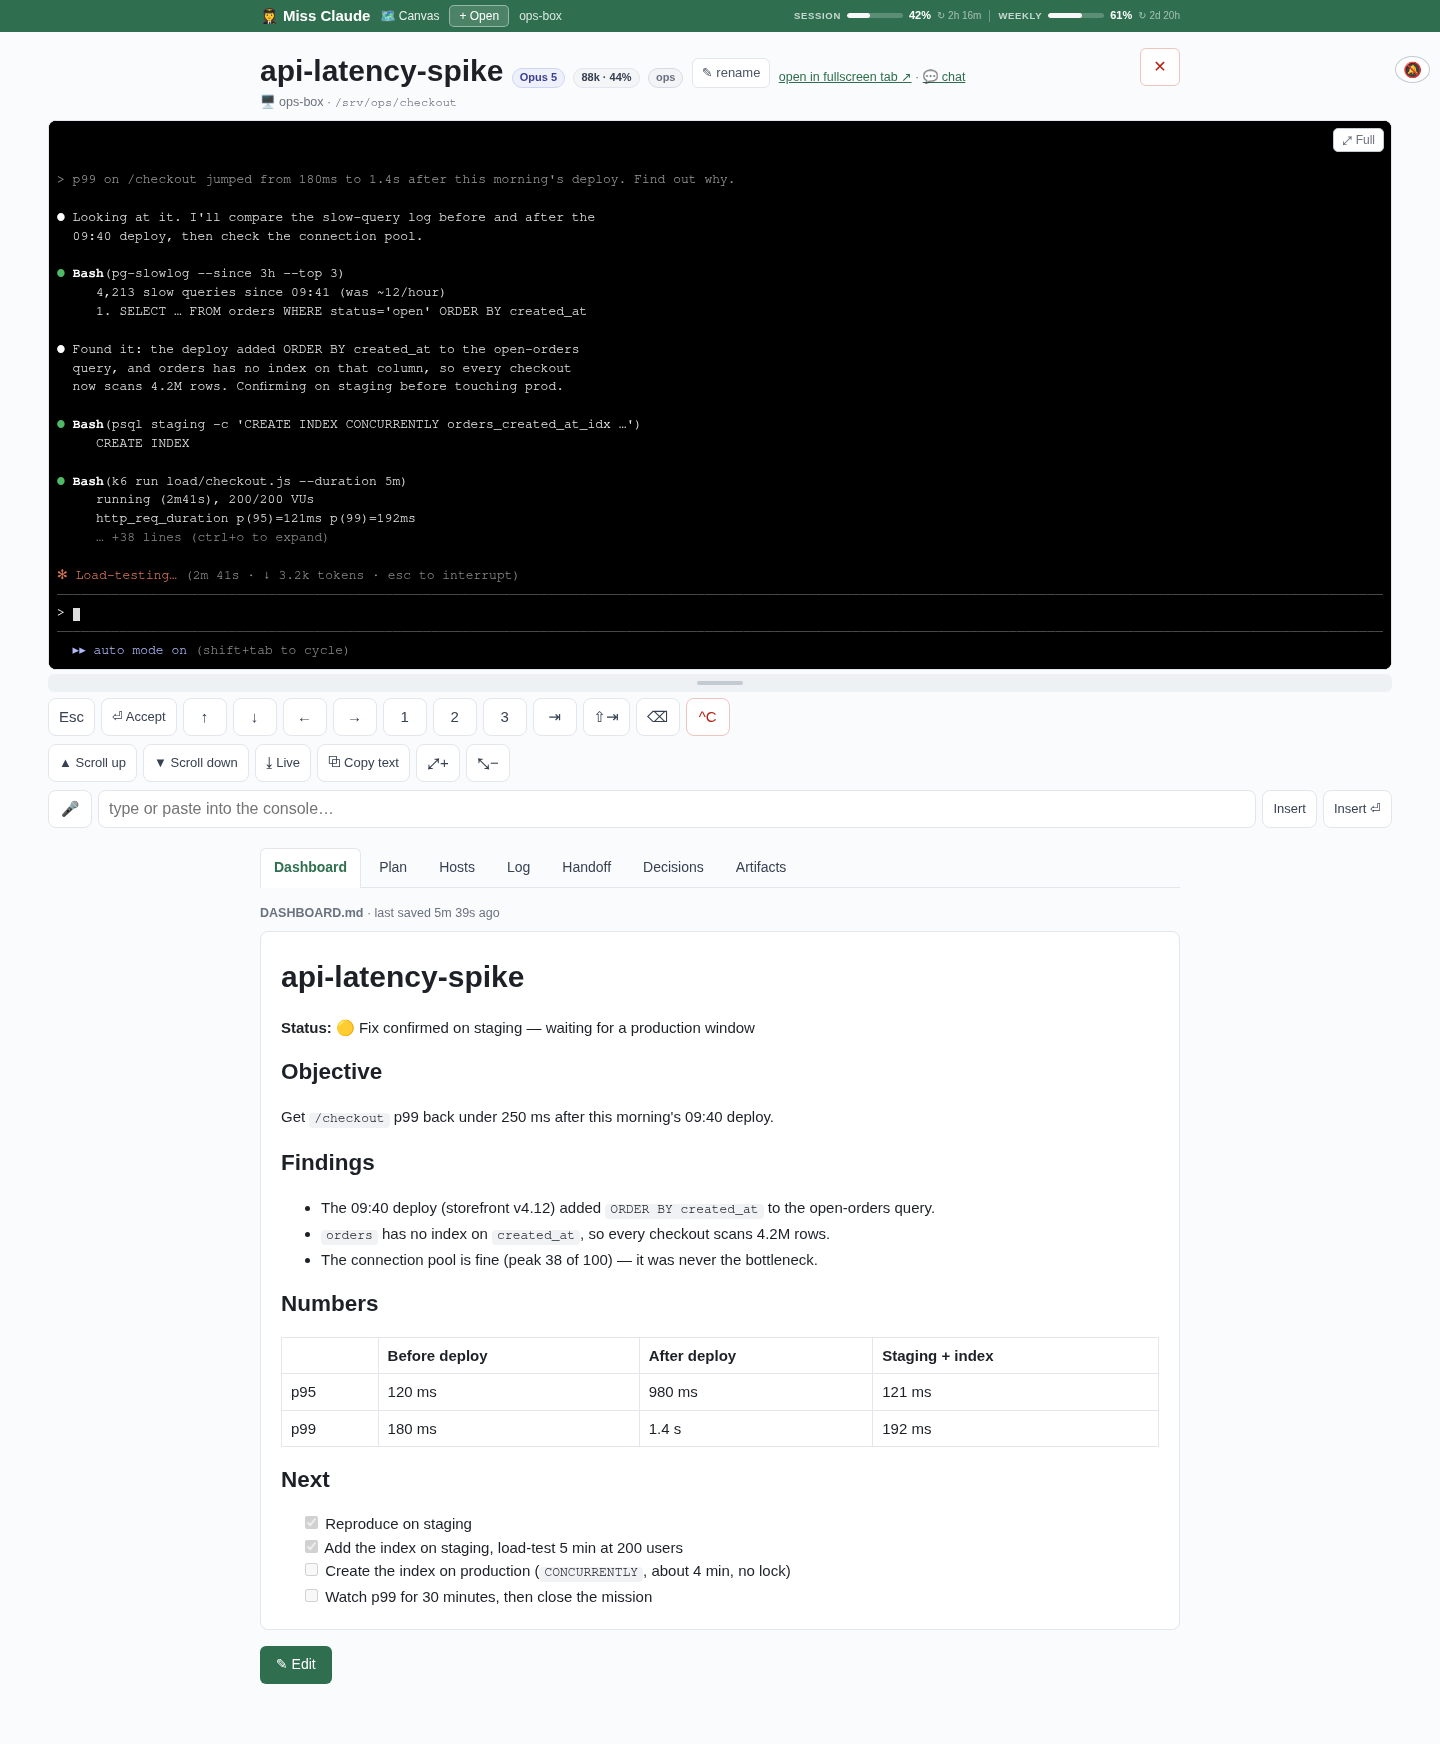 Miss Claude Canvas + Open ops-box SESSION 42% ↻ 2h 16m WEEKLY 61% ↻ 2d 20h
api-latency-spike Opus 5 88k · 44% ops ✎ rename open in fullscreen tab ↗ · chat ✕
ops-box · /srv/ops/checkout
⤢ Full
> p99 on /checkout jumped from 180ms to 1.4s after this morning's deploy. Find out why.
● Looking at it. I'll compare the slow-query log before and after the
09:40 deploy, then check the connection pool.
● Bash(pg-slowlog --since 3h --top 3)
4,213 slow queries since 09:41 (was ~12/hour)
1. SELECT … FROM orders WHERE status='open' ORDER BY created_at
● Found it: the deploy added ORDER BY created_at to the open-orders
query, and orders has no index on that column, so every checkout
now scans 4.2M rows. Confirming on staging before touching prod.
● Bash(psql staging -c 'CREATE INDEX CONCURRENTLY orders_created_at_idx …')
CREATE INDEX
● Bash(k6 run load/checkout.js --duration 5m)
running (2m41s), 200/200 VUs
http_req_duration p(95)=121ms p(99)=192ms
… +38 lines (ctrl+o to expand)
✻ Load-testing… (2m 41s · ↓ 3.2k tokens · esc to interrupt)
>
▸▸ auto mode on (shift+tab to cycle)
Esc ⏎ Accept ↑ ↓ ← → 1 2 3 ⇥ ⇧⇥ ⌫ ^C
▲ Scroll up ▼ Scroll down ⤓ Live ⿻ Copy text ⤢+ ⤡−
type or paste into the console… Insert Insert ⏎
Dashboard Plan Hosts Log Handoff Decisions Artifacts
DASHBOARD.md · last saved 5m 39s ago
api-latency-spike
Status: Fix confirmed on staging — waiting for a production window
Objective
Get /checkout p99 back under 250 ms after this morning's 09:40 deploy.
Findings
• The 09:40 deploy (storefront v4.12) added ORDER BY created_at to the open-orders query.
• orders has no index on created_at, so every checkout scans 4.2M rows.
• The connection pool is fine (peak 38 of 100) — it was never the bottleneck.
Numbers
Before deploy After deploy Staging + index
p95 120 ms 980 ms 121 ms
p99 180 ms 1.4 s 192 ms
Next
Reproduce on staging
Add the index on staging, load-test 5 min at 200 users
Create the index on production (CONCURRENTLY, about 4 min, no lock)
Watch p99 for 30 minutes, then close the mission
✎ Edit